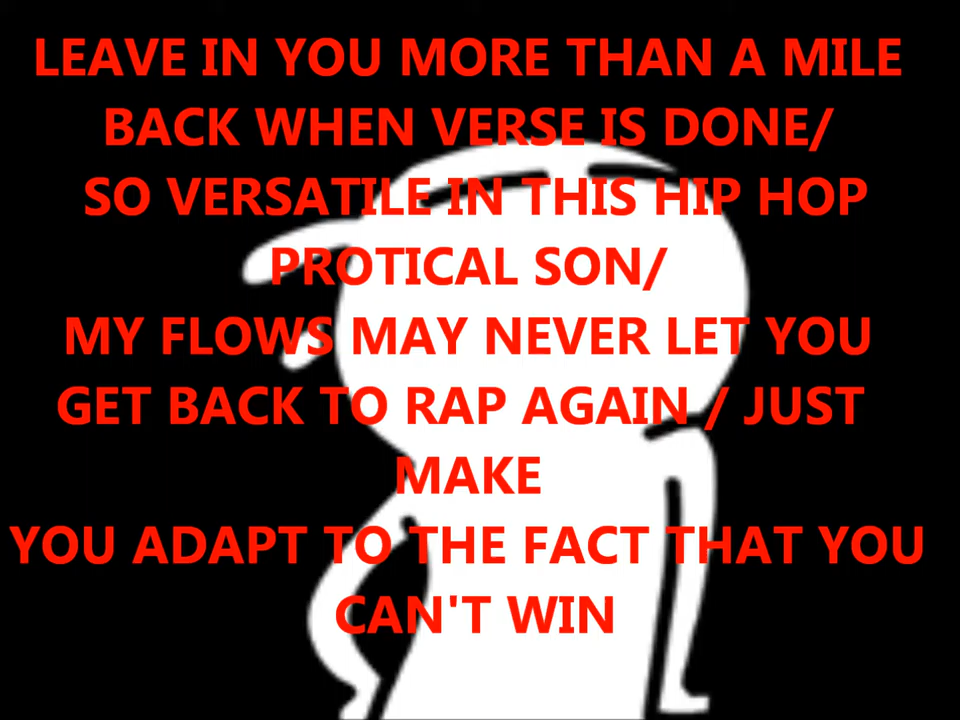 LEAVE IN YOU MORE THAN A MILE
BACK WHEN VERSE IS DONE/
SO VERSATILE IN THIS HIP HOP
PROTICAL SON/
MY FLOWS MAY NEVER LET YOU
GET BACK TO RAP AGAIN / JUST
MAKE
YOU ADAPT TO THE FACT THAT YOU
CAN'T WIN